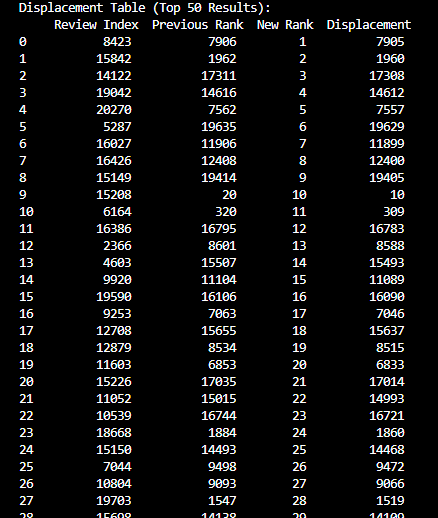 Displacement Table (Top 50 Results):
Review Index Previous Rank New Rank Displacement
0 8423 7906 1 7905
1 15842 1962 2 1960
2 14122 17311 3 17308
3 19042 14616 4 14612
4 20270 7562 5 7557
5 5287 19635 6 19629
6 16027 11906 7 11899
7 16426 12408 8 12400
8 15149 19414 9 19405
9 15208 20 10 10
10 6164 320 11 309
11 16386 16795 12 16783
12 2366 8601 13 8588
13 4603 15507 14 15493
14 9920 11104 15 11089
15 19590 16106 16 16090
16 9253 7063 17 7046
17 12708 15655 18 15637
18 12879 8534 19 8515
19 11603 6853 20 6833
20 15226 17035 21 17014
21 11052 15015 22 14993
22 10539 16744 23 16721
23 18668 1884 24 1860
24 15150 14493 25 14468
25 7044 9498 26 9472
26 10804 9093 27 9066
27 19703 1547 28 1519
28 15698 14138 29 14109